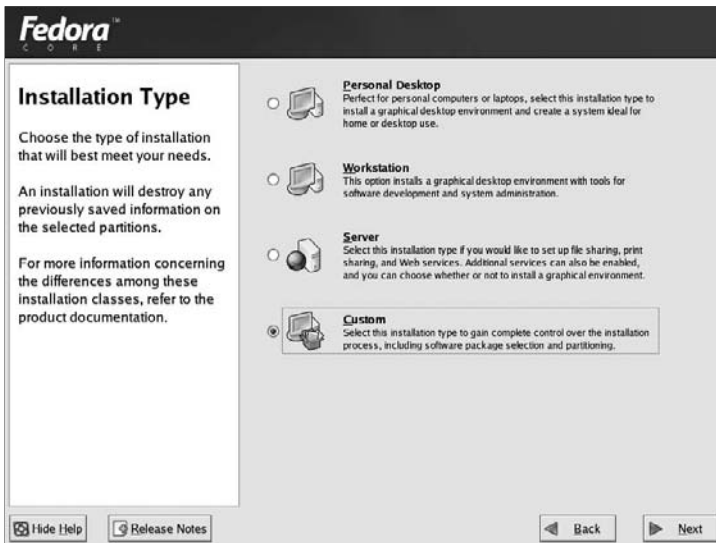 Fedora™
CORE
Installation Type
Choose the type of installation
that will best meet your needs.
An installation will destroy any
previously saved information on
the selected partitions.
For more information concerning
the differences among these
installation classes, refer to the
product documentation.
Personal Desktop
Perfect for personal computers or laptops, select this installation type to
install a graphical desktop environment and create a system ideal for
home or desktop use.
Workstation
This option installs a graphical desktop environment with tools for
software development and system administration.
Server
Select this installation type if you would like to set up file sharing, print
sharing, and Web services. Additional services can also be enabled,
and you can choose whether or not to install a graphical environment.
Custom
Select this installation type to gain complete control over the installation
process, including software package selection and partitioning.
Hide Help
Release Notes
Back
Next